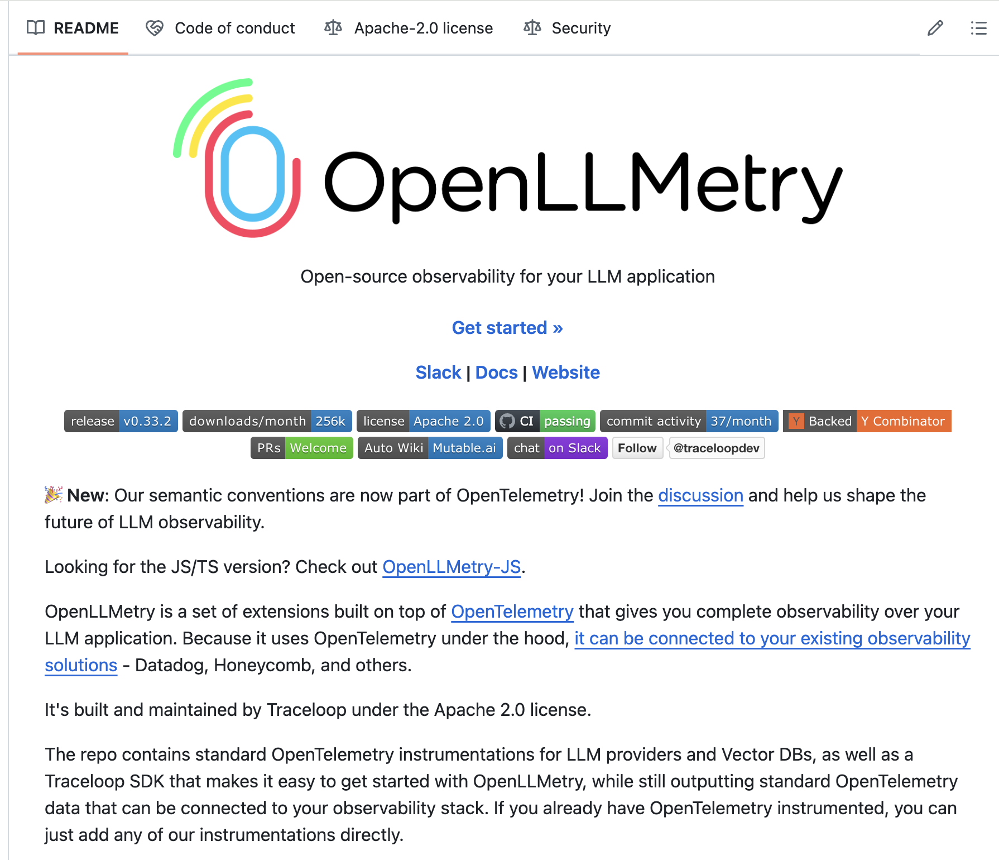 README Code of conduct Apache-2.0 license Security
OpenLLMetry
Open-source observability for your LLM application
Get started »
Slack | Docs | Website
release v0.33.2 downloads/month 256k license Apache 2.0 CI passing commit activity 37/month Y Backed Y Combinator
PRs Welcome Auto Wiki Mutable.ai chat on Slack Follow @traceloopdev
🎉 New: Our semantic conventions are now part of OpenTelemetry! Join the discussion and help us shape the
future of LLM observability.
Looking for the JS/TS version? Check out OpenLLMetry-JS.
OpenLLMetry is a set of extensions built on top of OpenTelemetry that gives you complete observability over your
LLM application. Because it uses OpenTelemetry under the hood, it can be connected to your existing observability
solutions - Datadog, Honeycomb, and others.
It's built and maintained by Traceloop under the Apache 2.0 license.
The repo contains standard OpenTelemetry instrumentations for LLM providers and Vector DBs, as well as a
Traceloop SDK that makes it easy to get started with OpenLLMetry, while still outputting standard OpenTelemetry
data that can be connected to your observability stack. If you already have OpenTelemetry instrumented, you can
just add any of our instrumentations directly.